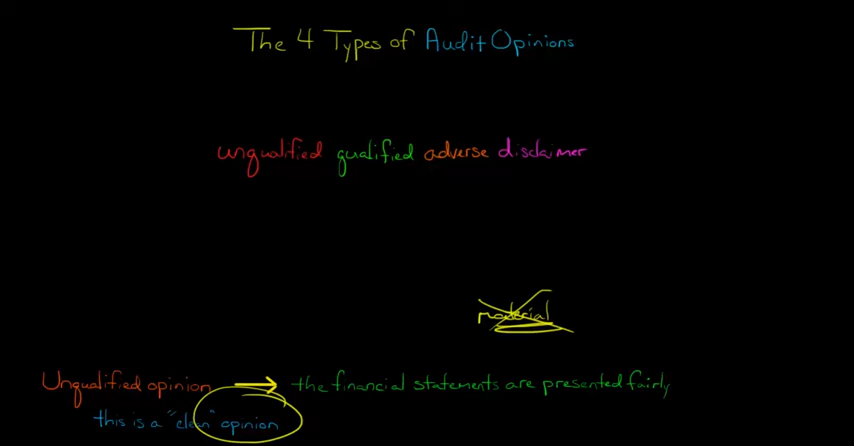 The 4 Types of Audit Opinions
unqualified qualified adverse disclaimer
material
Unqualified opinion → the financial statements are presented fairly
this is a "clean" opinion